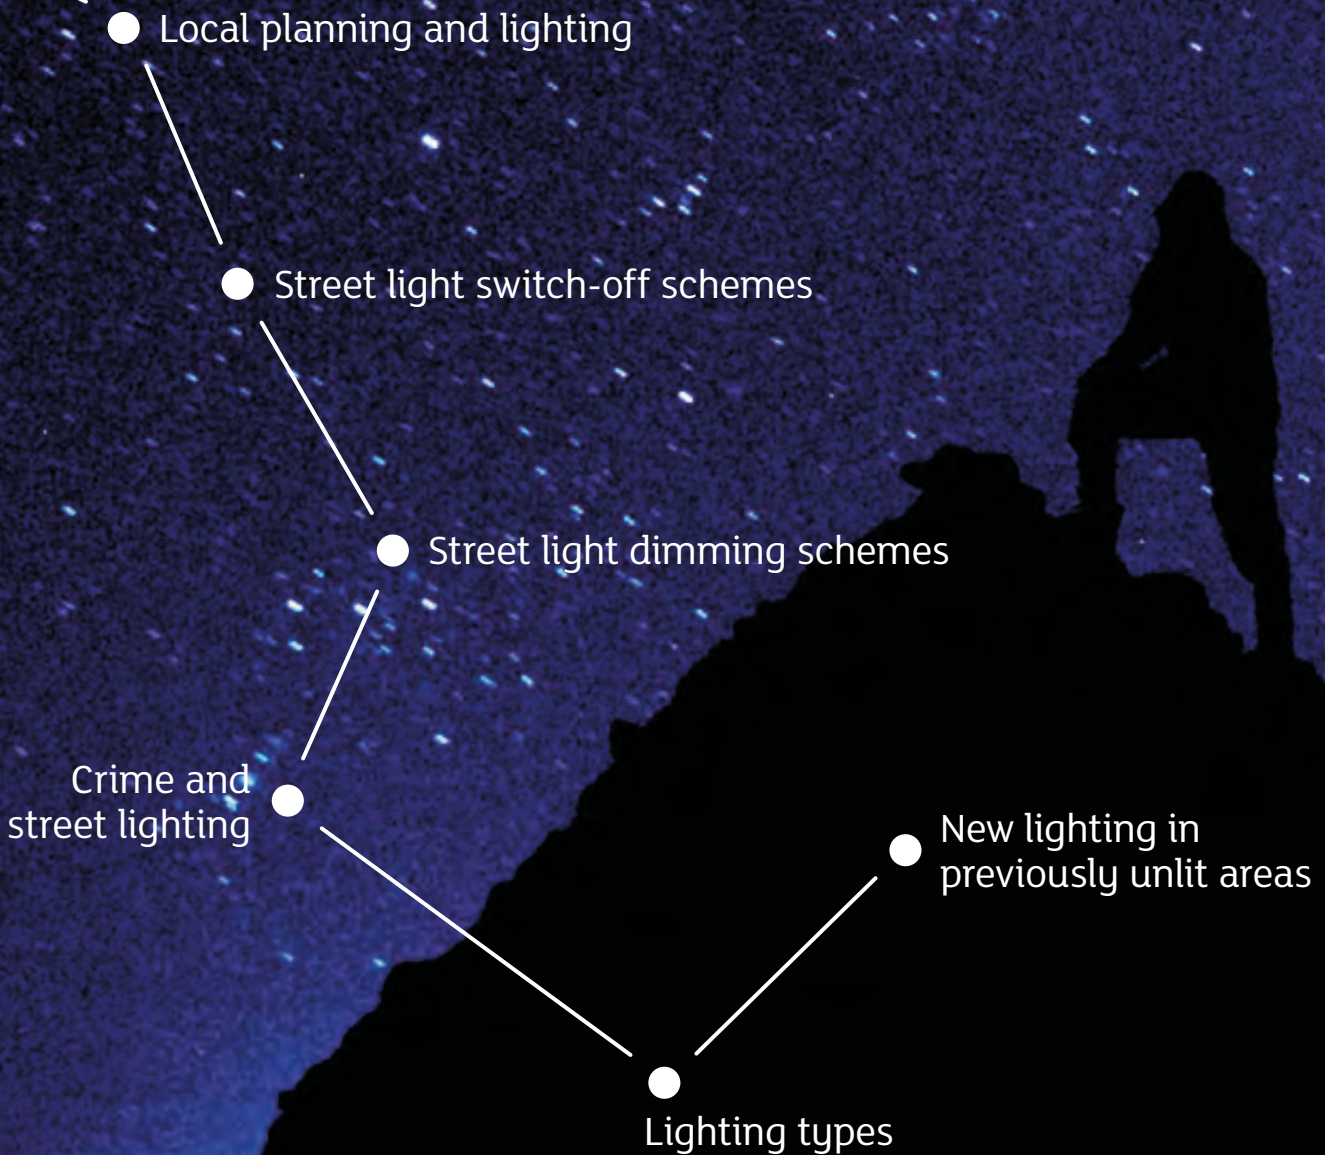 Local planning and lighting
Street light switch-off schemes
Street light dimming schemes
Crime and
street lighting
New lighting in
previously unlit areas
Lighting types